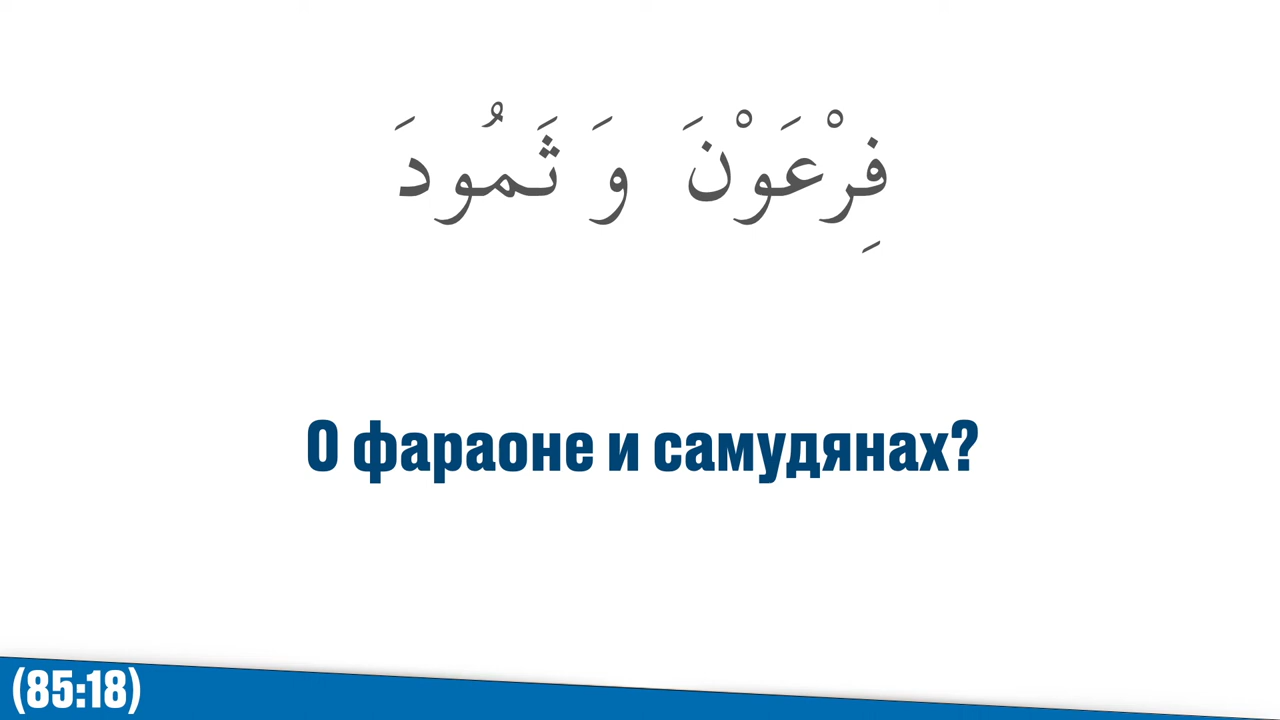 فِرْعَوْنَ وَ ثَمُودَ
О фараоне и самудянах?
(85:18)